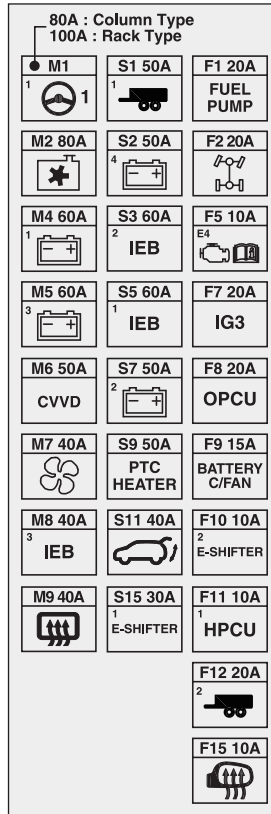 80A : Column Type
100A : Rack Type
M1 S1 50A F1 20A
1 1 1 FUEL PUMP
M2 80A S2 50A F2 20A
4 - +
M4 60A S3 60A F5 10A
1 - + 2 IEB E4
M5 60A S5 60A F7 20A
3 - + 1 IEB IG3
M6 50A S7 50A F8 20A
CVVD 2 - + OPCU
M7 40A S9 50A F9 15A
PTC HEATER BATTERY C/FAN
M8 40A S11 40A F10 10A
3 IEB 2 E-SHIFTER
M9 40A S15 30A F11 10A
1 E-SHIFTER 1 HPCU
F12 20A
2
F15 10A